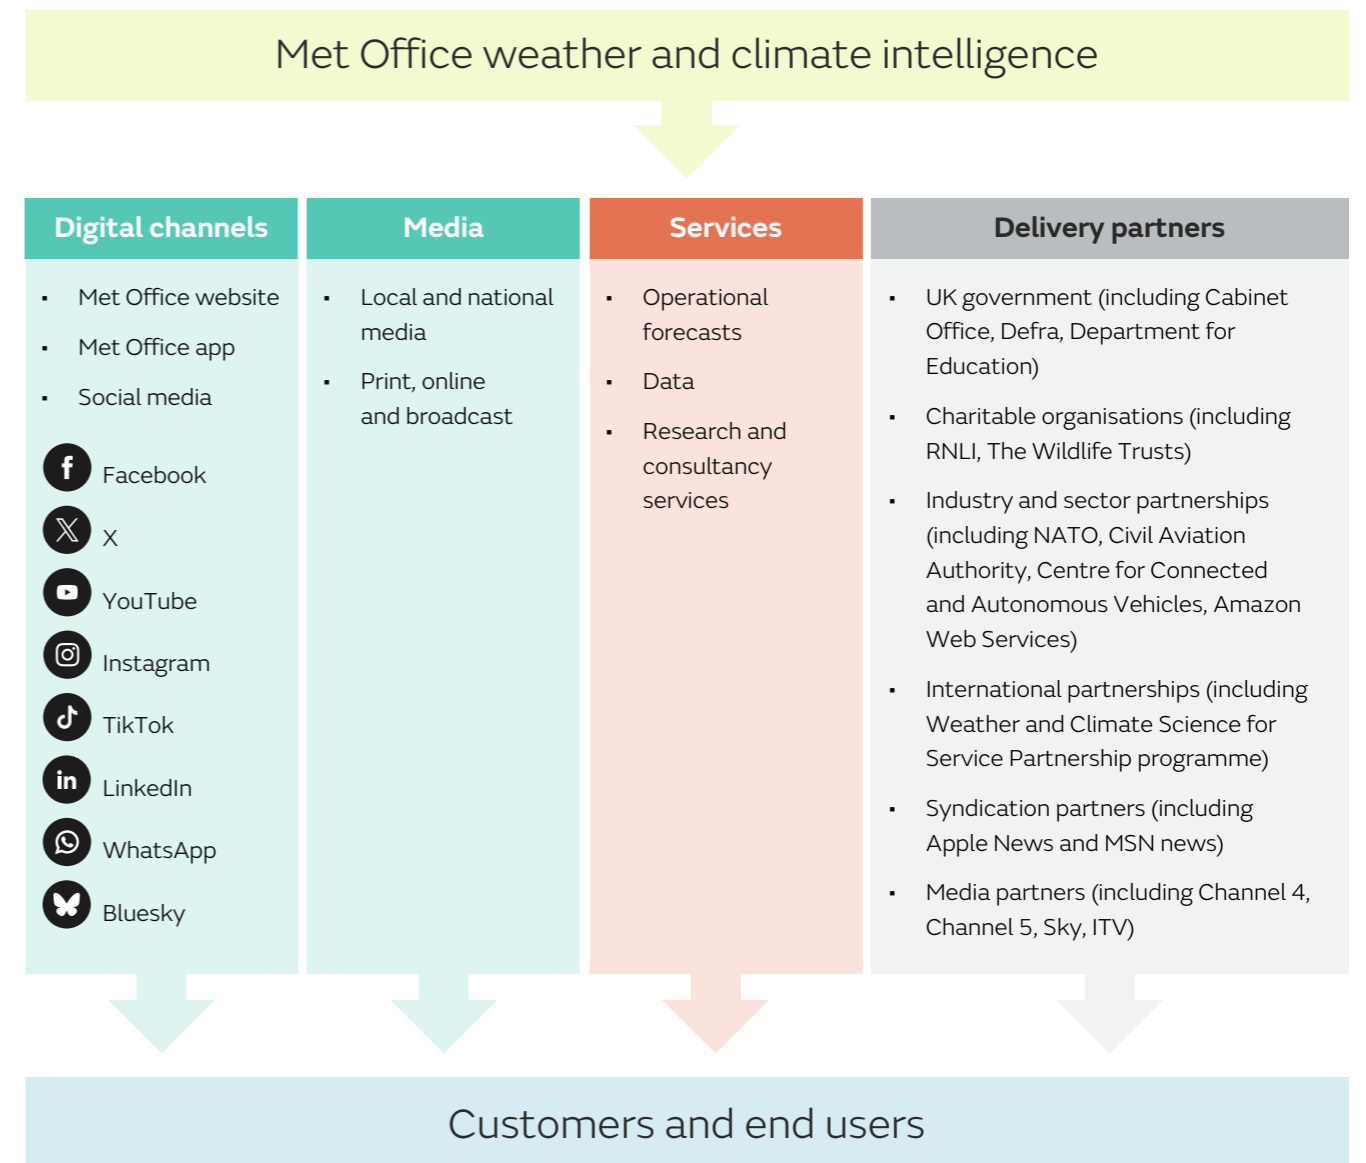 Met Office weather and climate intelligence
Digital channels
▪ Met Office website
▪ Met Office app
▪ Social media
Facebook
X
YouTube
Instagram
TikTok
LinkedIn
WhatsApp
Bluesky
Media
▪ Local and national
media
▪ Print, online
and broadcast
Services
▪ Operational
forecasts
▪ Data
▪ Research and
consultancy
services
Delivery partners
▪ UK government (including Cabinet
Office, Defra, Department for
Education)
▪ Charitable organisations (including
RNLI, The Wildlife Trusts)
▪ Industry and sector partnerships
(including NATO, Civil Aviation
Authority, Centre for Connected
and Autonomous Vehicles, Amazon
Web Services)
▪ International partnerships (including
Weather and Climate Science for
Service Partnership programme)
▪ Syndication partners (including
Apple News and MSN news)
▪ Media partners (including Channel 4,
Channel 5, Sky, ITV)
Customers and end users